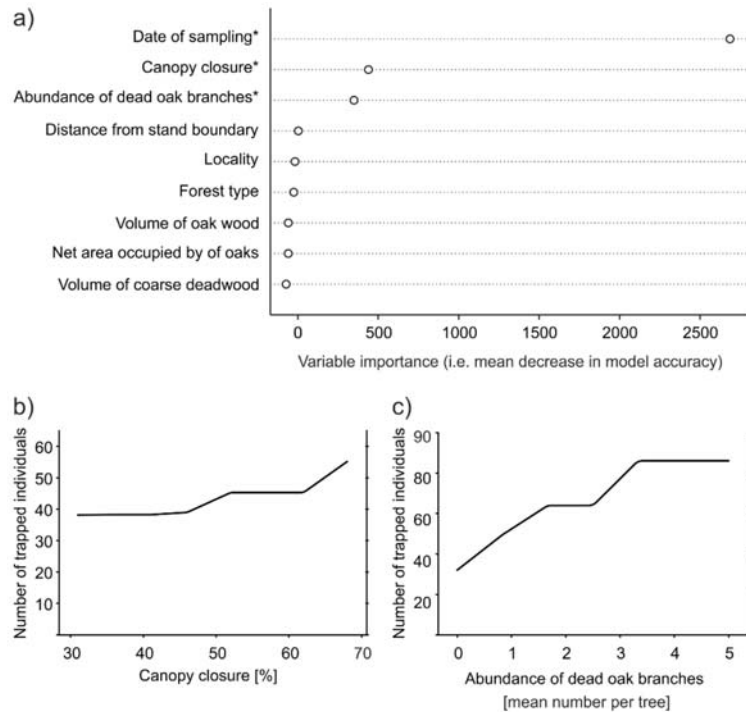 a)
Date of sampling*
Canopy closure*
Abundance of dead oak branches*
Distance from stand boundary
Locality
Forest type
Volume of oak wood
Net area occupied by of oaks
Volume of coarse deadwood
0 500 1000 1500 2000 2500
Variable importance (i.e. mean decrease in model accuracy)
b)
Number of trapped individuals
60
50
40
30
20
10
30 40 50 60 70
Canopy closure [%]
c)
Number of trapped individuals
90
80
60
40
20
0 1 2 3 4 5
Abundance of dead oak branches
[mean number per tree]